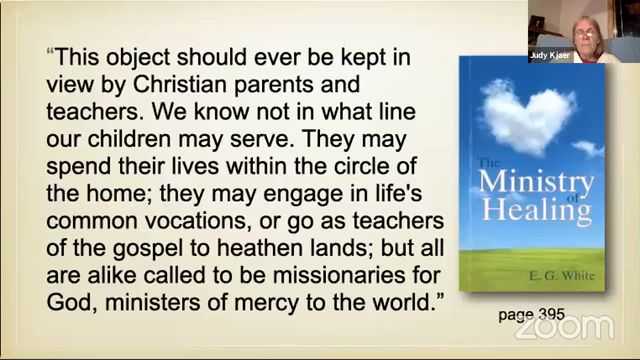 “This object should ever be kept in
view by Christian parents and
teachers. We know not in what line
our children may serve. They may
spend their lives within the circle of
the home; they may engage in life's
common vocations, or go as teachers
of the gospel to heathen lands; but all
are alike called to be missionaries for
God, ministers of mercy to the world.”
Judy Kjaer
The
Ministry
of
Healing
E. G. White
page 395
zoom